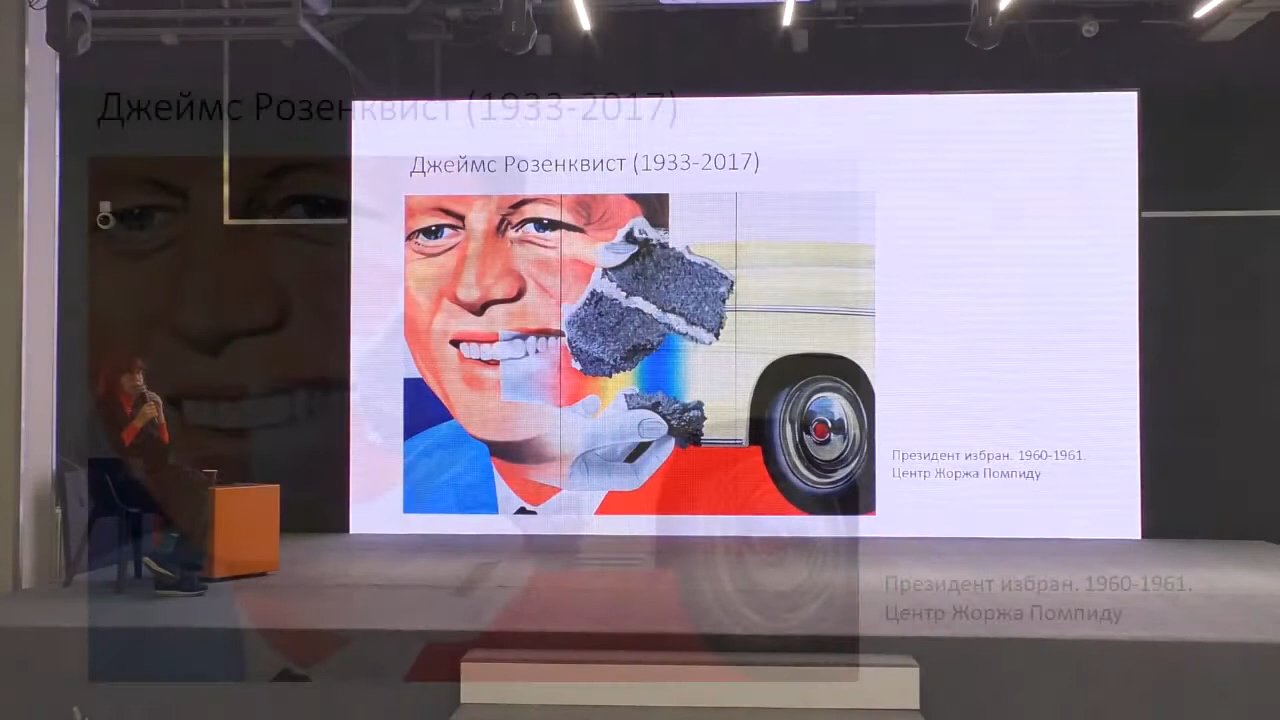 Джеймс Розенквист (1933-2017)
Джеймс Розенквист (1933-2017)
Президент избран. 1960-1961.
Центр Жоржа Помпиду
Президент избран. 1960-1961.
Центр Жоржа Помпиду